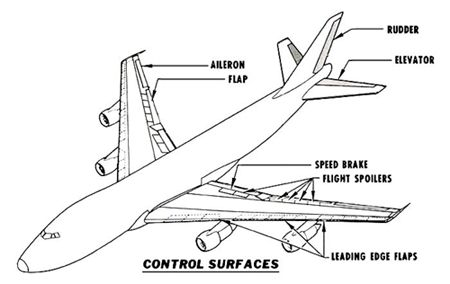 RUDDER
ELEVATOR
AILERON
FLAP
SPEED BRAKE
FLIGHT SPOILERS
LEADING EDGE FLAPS
CONTROL SURFACES